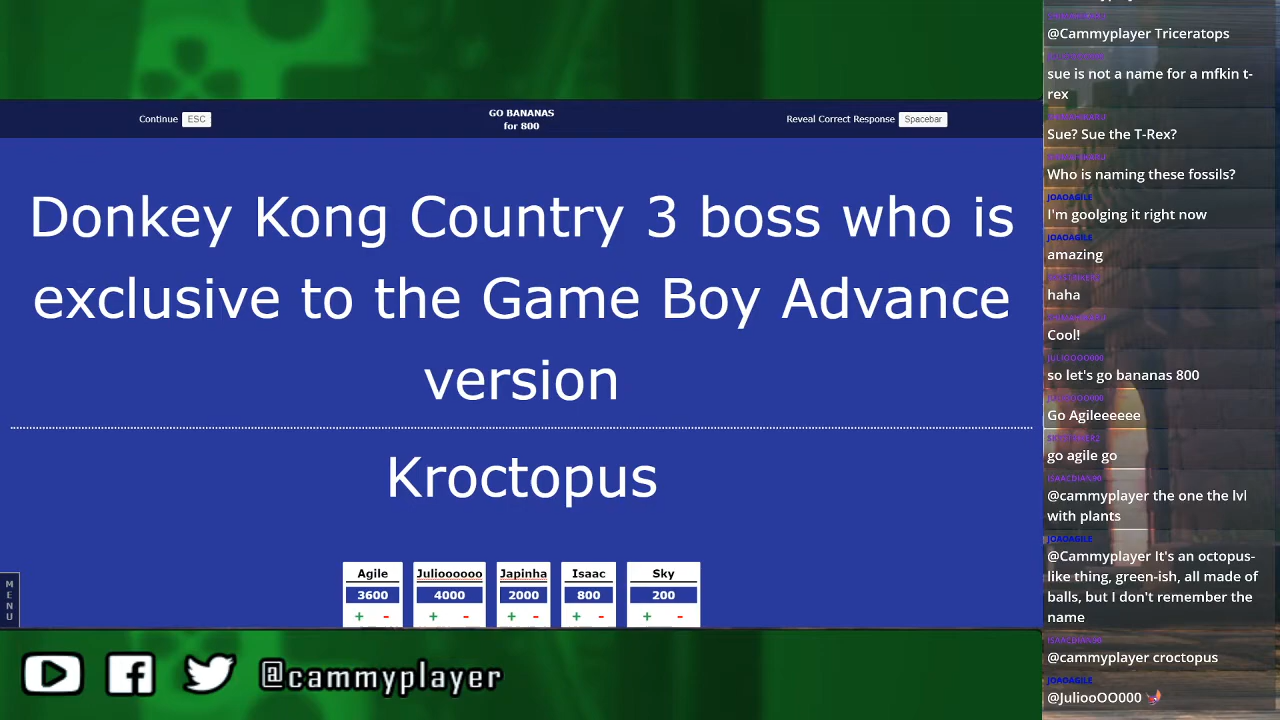 Continue ESC
GO BANANAS
for 800
Reveal Correct Response Spacebar
Donkey Kong Country 3 boss who is
exclusive to the Game Boy Advance
version
Kroctopus
MENU
Agile Julioooooo Japinha Isaac Sky
3600 4000 2000 800 200
+ - + - + - + - + -
@cammyplayer
@Cammyplayer Triceratops
sue is not a name for a mfkin t-
rex
Sue? Sue the T-Rex?
Who is naming these fossils?
JOAOAGILE
I'm goolging it right now
JOAOAGILE
amazing
haha
Cool!
JULIOOOO000
so let's go bananas 800
Go Agileeeeee
go agile go
ISAACDIAS90
@cammyplayer the one the lvl
with plants
JOAOAGILE
@Cammyplayer It's an octopus-
like thing, green-ish, all made of
balls, but I don't remember the
name
ISAACDIAS90
@cammyplayer croctopus
JOAOAGILE
@JuliooOO000